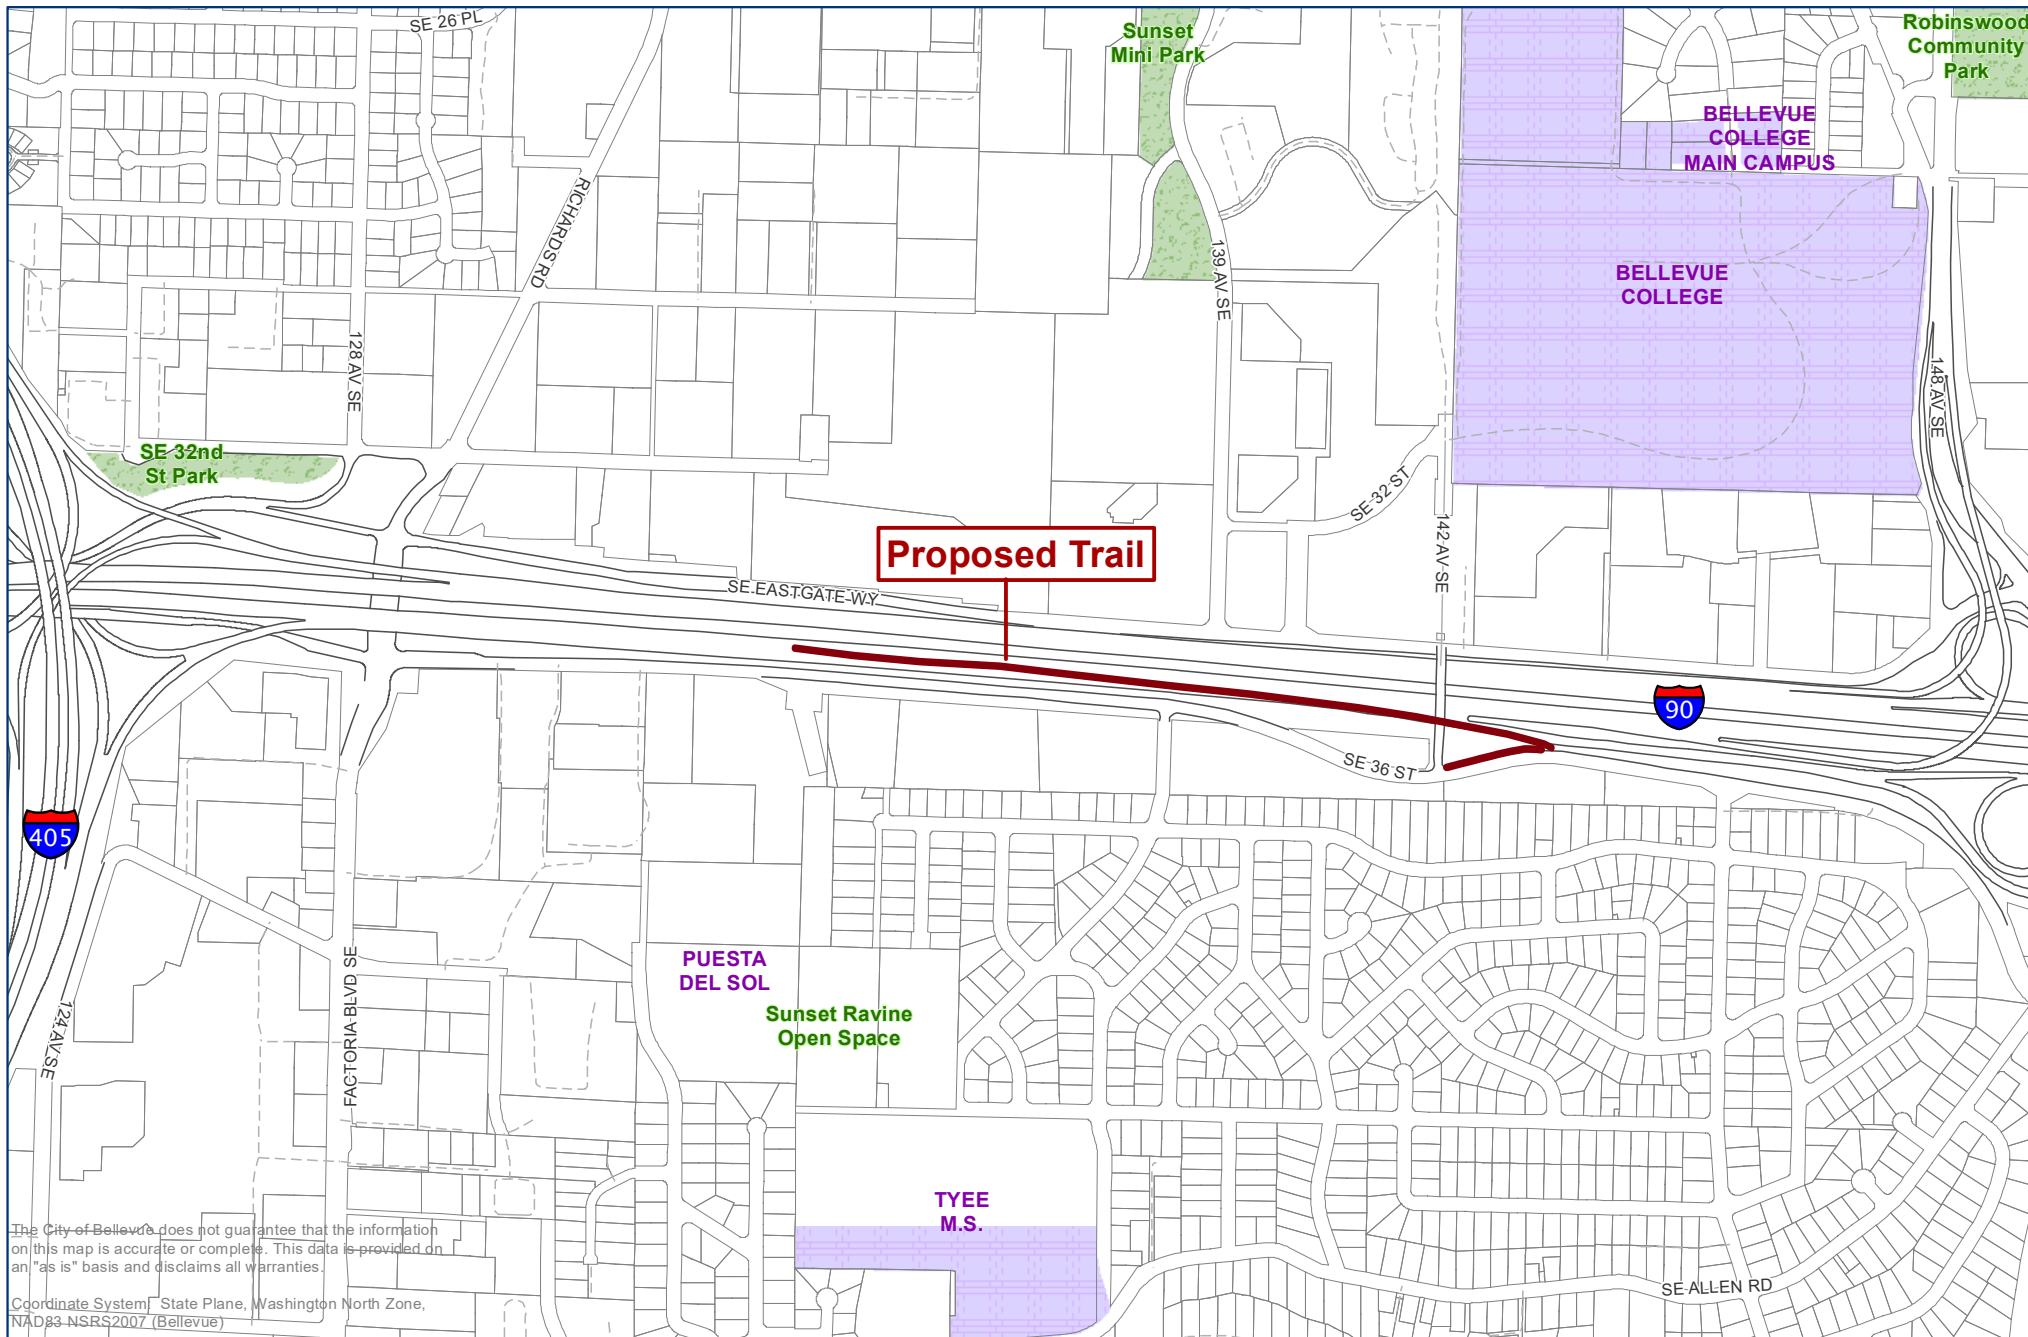 SE 26 PL
Sunset
Mini Park
Robinswood
Community
Park
BELLEVUE
COLLEGE
MAIN CAMPUS
RICHARDS RD
139 AV SE
BELLEVUE
COLLEGE
128 AV SE
148 AV SE
SE 32nd
St Park
SE 32 ST
142 AV SE
Proposed Trail
SE EASTGATE WY
90
SE 36 ST
405
PUESTA
DEL SOL
Sunset Ravine
Open Space
124 AV SE
FACTORIA BLVD SE
TYEE
M.S.
SE ALLEN RD
The City of Bellevue does not guarantee that the information
on this map is accurate or complete. This data is provided on
an "as is" basis and disclaims all warranties.
Coordinate System: State Plane, Washington North Zone,
NAD83 NSRS2007 (Bellevue)